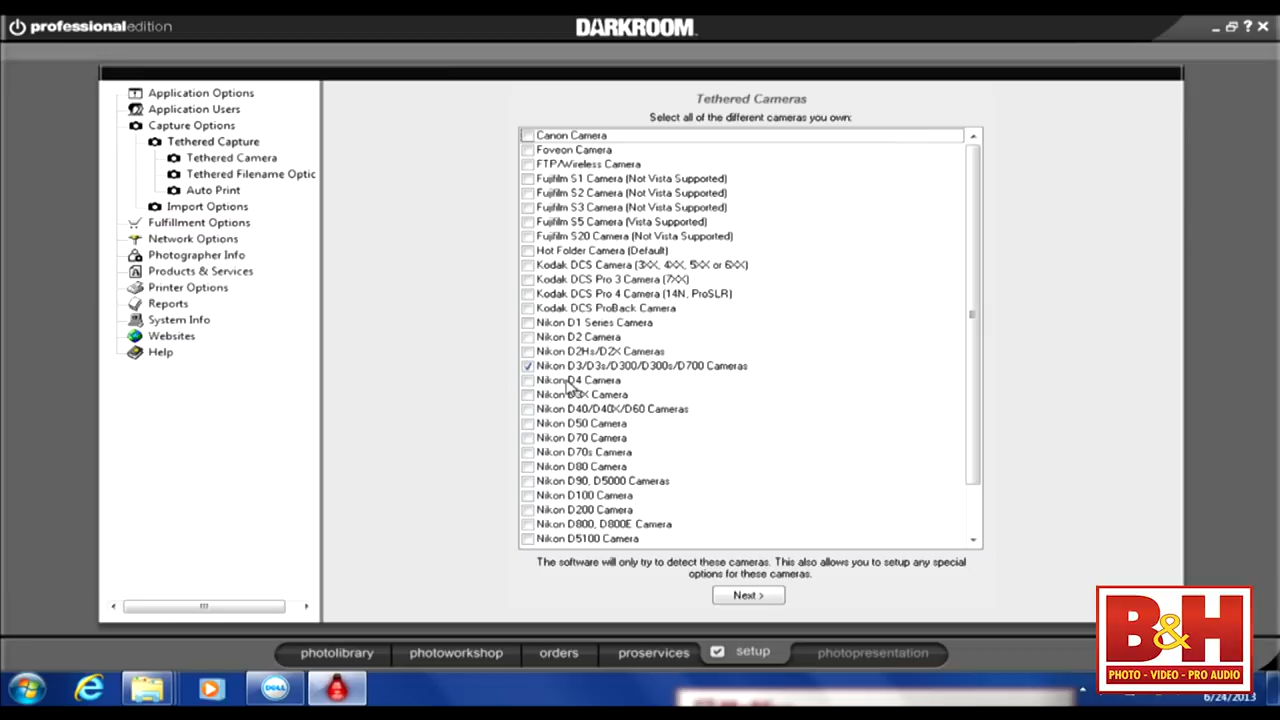 professionaledition
DARKROOM
Application Options
Application Users
Capture Options
Tethered Capture
Tethered Camera
Tethered Filename Optic
Auto Print
Import Options
Fulfillment Options
Network Options
Photographer Info
Products & Services
Printer Options
Reports
System Info
Websites
Help
Tethered Cameras
Select all of the different cameras you own:
Canon Camera
Foveon Camera
FTP/Wireless Camera
Fujifilm S1 Camera (Not Vista Supported)
Fujifilm S2 Camera (Not Vista Supported)
Fujifilm S3 Camera (Not Vista Supported)
Fujifilm S5 Camera (Vista Supported)
Fujifilm S20 Camera (Not Vista Supported)
Hot Folder Camera (Default)
Kodak DCS Camera (3XX, 4XX, 5XX or 6XX)
Kodak DCS Pro 3 Camera (7XX)
Kodak DCS Pro 4 Camera (14N, ProSLR)
Kodak DCS ProBack Camera
Nikon D1 Series Camera
Nikon D2 Camera
Nikon D2Hs/D2X Cameras
Nikon D3/D3s/D300/D300s/D700 Cameras
Nikon D4 Camera
Nikon D3X Camera
Nikon D40/D40X/D60 Cameras
Nikon D50 Camera
Nikon D70 Camera
Nikon D70s Camera
Nikon D80 Camera
Nikon D90, D5000 Cameras
Nikon D100 Camera
Nikon D200 Camera
Nikon D800, D800E Camera
Nikon D5100 Camera
The software will only try to detect these cameras. This also allows you to setup any special
options for these cameras.
Next >
photolibrary
photoworkshop
orders
proservices
setup
photopresentation
DELL
B&H
PHOTO - VIDEO - PRO AUDIO
6/24/2013